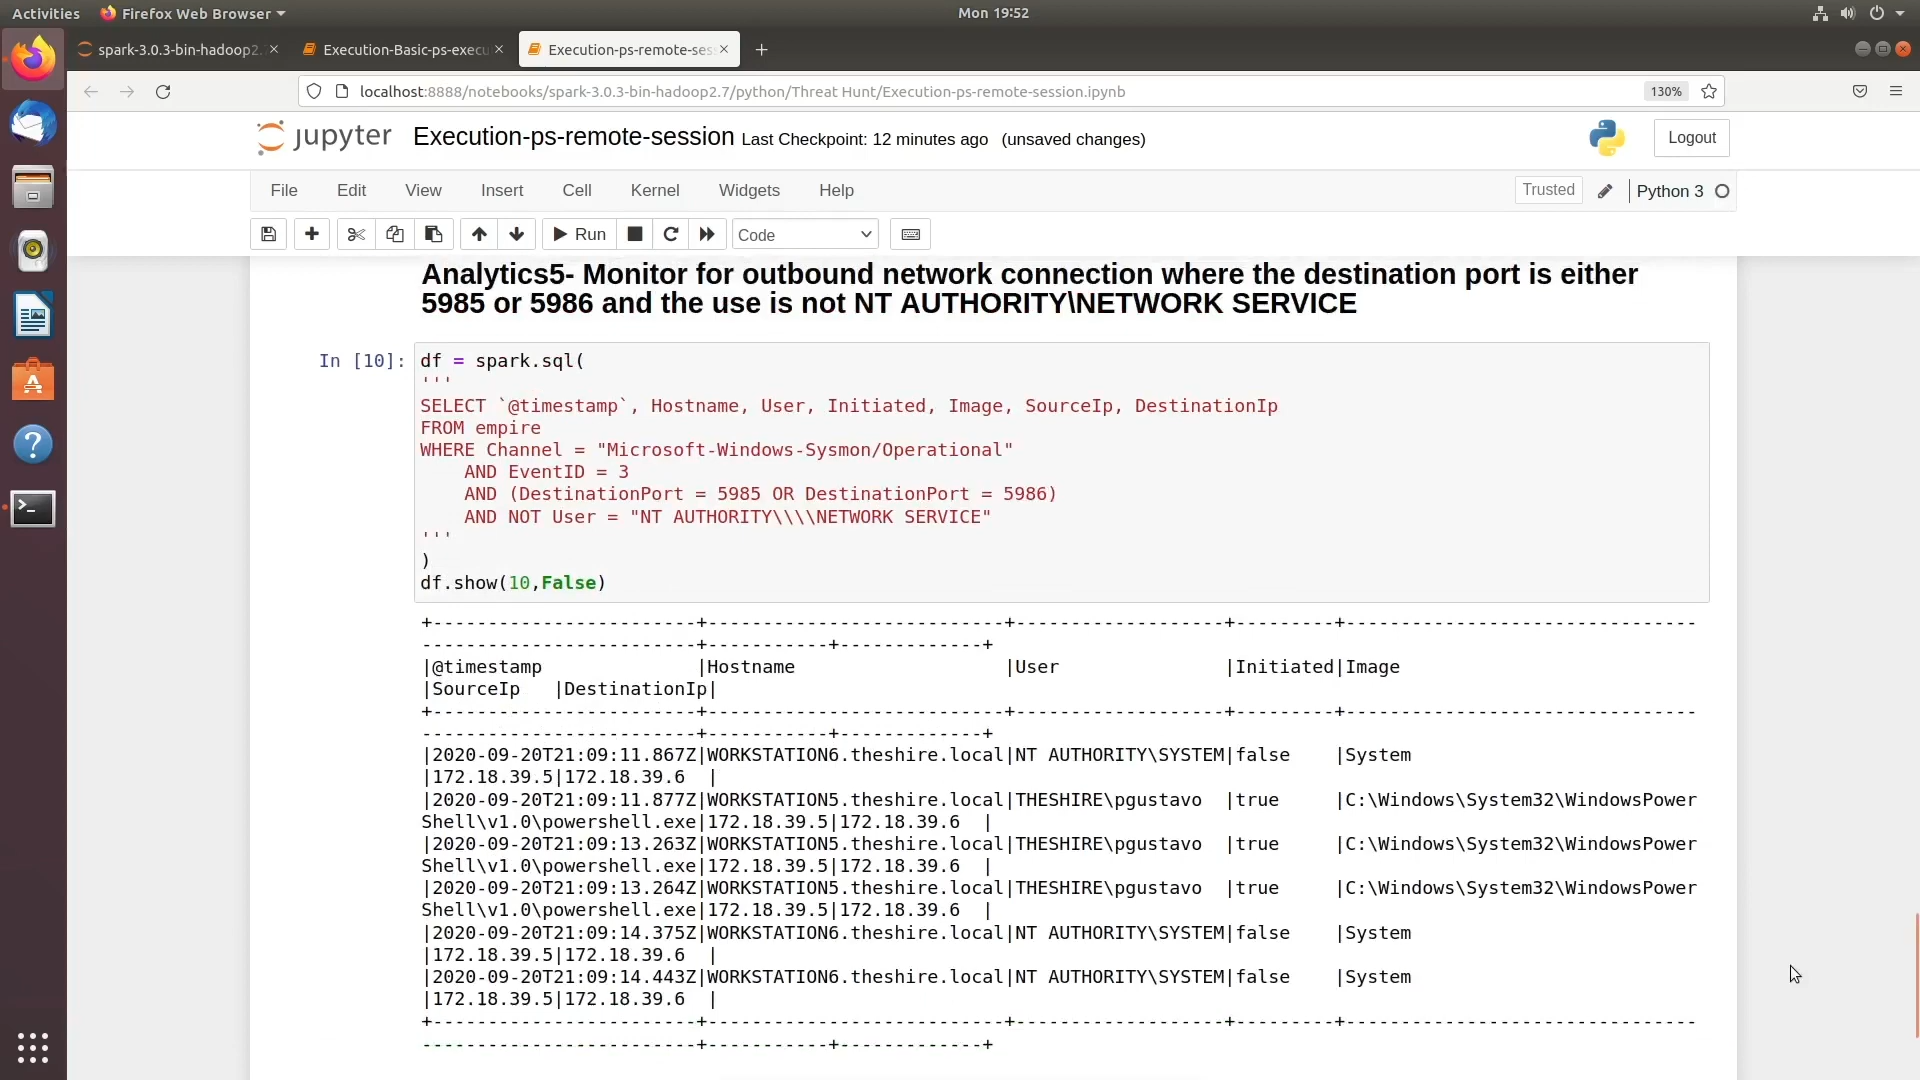 Activities Firefox Web Browser Mon 19:52
spark-3.0.3-bin-hadoop2. Execution-Basic-ps-execu Execution-ps-remote-ses
localhost:8888/notebooks/spark-3.0.3-bin-hadoop2.7/python/Threat Hunt/Execution-ps-remote-session.ipynb 130%
jupyter Execution-ps-remote-session Last Checkpoint: 12 minutes ago (unsaved changes) Logout
File Edit View Insert Cell Kernel Widgets Help Trusted Python 3
Run Code
Analytics5- Monitor for outbound network connection where the destination port is either
5985 or 5986 and the use is not NT AUTHORITY\NETWORK SERVICE
In [10]: df = spark.sql(
'''
SELECT `@timestamp`, Hostname, User, Initiated, Image, SourceIp, DestinationIp
FROM empire
WHERE Channel = "Microsoft-Windows-Sysmon/Operational"
AND EventID = 3
AND (DestinationPort = 5985 OR DestinationPort = 5986)
AND NOT User = "NT AUTHORITY\\\\NETWORK SERVICE"
'''
)
df.show(10,False)
+------------------------+---------------------------+-------------------+---------+--------------------------------
-------------------------+-----------+-------------+
|@timestamp |Hostname |User |Initiated|Image
|SourceIp |DestinationIp|
+------------------------+---------------------------+-------------------+---------+--------------------------------
-------------------------+-----------+-------------+
|2020-09-20T21:09:11.867Z|WORKSTATION6.theshire.local|NT AUTHORITY\SYSTEM|false |System
|172.18.39.5|172.18.39.6 |
|2020-09-20T21:09:11.877Z|WORKSTATION5.theshire.local|THESHIRE\pgustavo |true |C:\Windows\System32\WindowsPower
Shell\v1.0\powershell.exe|172.18.39.5|172.18.39.6 |
|2020-09-20T21:09:13.263Z|WORKSTATION5.theshire.local|THESHIRE\pgustavo |true |C:\Windows\System32\WindowsPower
Shell\v1.0\powershell.exe|172.18.39.5|172.18.39.6 |
|2020-09-20T21:09:13.264Z|WORKSTATION5.theshire.local|THESHIRE\pgustavo |true |C:\Windows\System32\WindowsPower
Shell\v1.0\powershell.exe|172.18.39.5|172.18.39.6 |
|2020-09-20T21:09:14.375Z|WORKSTATION6.theshire.local|NT AUTHORITY\SYSTEM|false |System
|172.18.39.5|172.18.39.6 |
|2020-09-20T21:09:14.443Z|WORKSTATION6.theshire.local|NT AUTHORITY\SYSTEM|false |System
|172.18.39.5|172.18.39.6 |
+------------------------+---------------------------+-------------------+---------+--------------------------------
-------------------------+-----------+-------------+